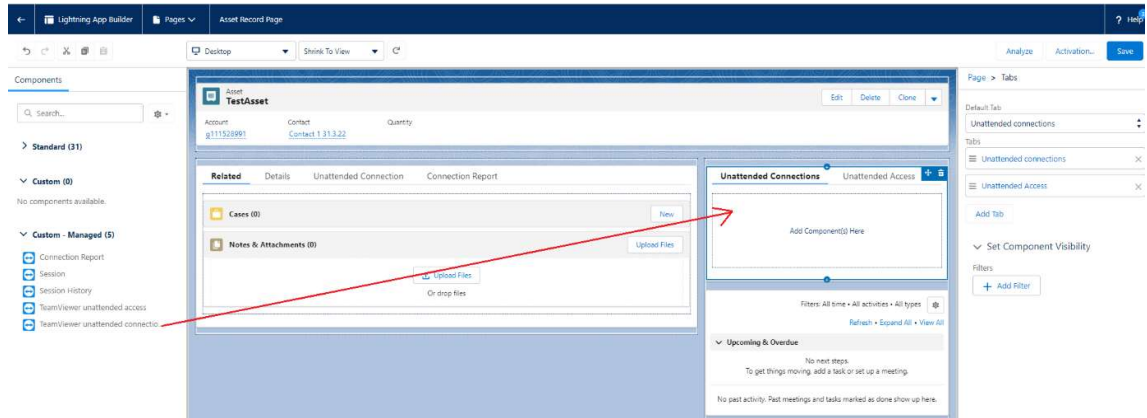 Lightning App Builder
Pages
Asset Record Page
? Help
Desktop
Shrink To View
Analyze
Activation...
Save
Components
Search...
Standard (31)
Custom (0)
No components available.
Custom - Managed (5)
Connection Report
Session
Session History
TeamViewer unattended access
TeamViewer unattended connectio...
Asset
TestAsset
Edit
Delete
Clone
Account
Contact
Quantity
g111528991
Contact 1 31.3.22
Related
Details
Unattended Connection
Connection Report
Cases (0)
New
Notes & Attachments (0)
Upload Files
Upload Files
Or drop files
Unattended Connections
Unattended Access
Add Component(s) Here
Filters: All time • All activities • All types
Refresh • Expand All • View All
Upcoming & Overdue
No next steps.
To get things moving, add a task or set up a meeting.
No past activity. Past meetings and tasks marked as done show up here.
Page > Tabs
Default Tab
Unattended connections
Tabs
Unattended connections
Unattended Access
Add Tab
Set Component Visibility
Filters
+ Add Filter